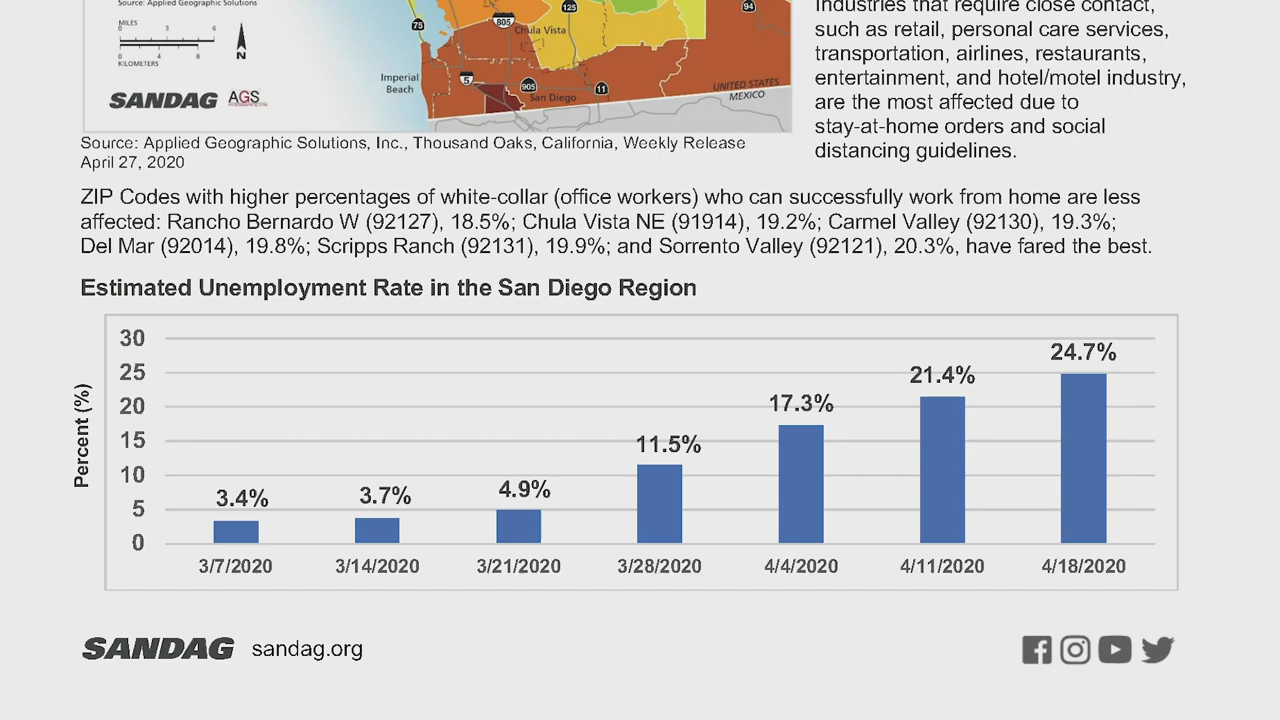 Source: Applied Geographic Solutions
MILES
0 3 6
0 4 8
KILOMETERS
N
SANDAG AGS
75
805
125
94
Chula Vista
Imperial
Beach
5
905
11
San Diego
UNITED STATES
MEXICO
Industries that require close contact,
such as retail, personal care services,
transportation, airlines, restaurants,
entertainment, and hotel/motel industry,
are the most affected due to
stay-at-home orders and social
distancing guidelines.
Source: Applied Geographic Solutions, Inc., Thousand Oaks, California, Weekly Release
April 27, 2020
ZIP Codes with higher percentages of white-collar (office workers) who can successfully work from home are less
affected: Rancho Bernardo W (92127), 18.5%; Chula Vista NE (91914), 19.2%; Carmel Valley (92130), 19.3%;
Del Mar (92014), 19.8%; Scripps Ranch (92131), 19.9%; and Sorrento Valley (92121), 20.3%, have fared the best.
Estimated Unemployment Rate in the San Diego Region
Percent (%)
30
25
20
15
10
5
0
3.4%
3.7%
4.9%
11.5%
17.3%
21.4%
24.7%
3/7/2020 3/14/2020 3/21/2020 3/28/2020 4/4/2020 4/11/2020 4/18/2020
SANDAG sandag.org